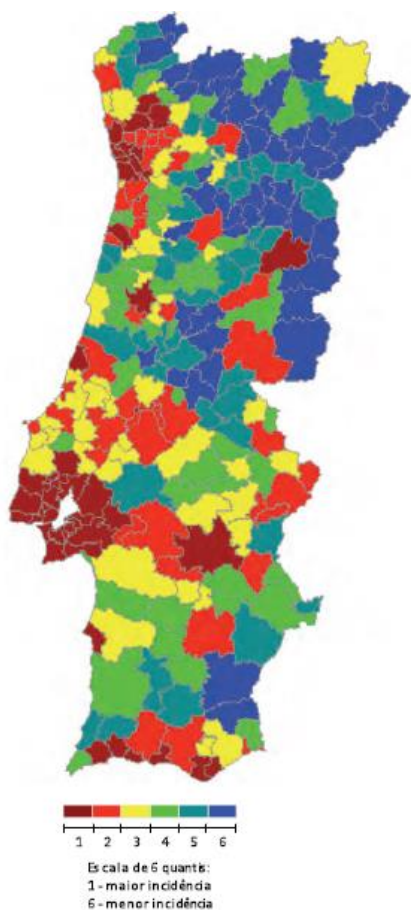 1 2 3 4 5 6
Escala de 6 quantis:
1 - maior incidência
6 - menor incidência